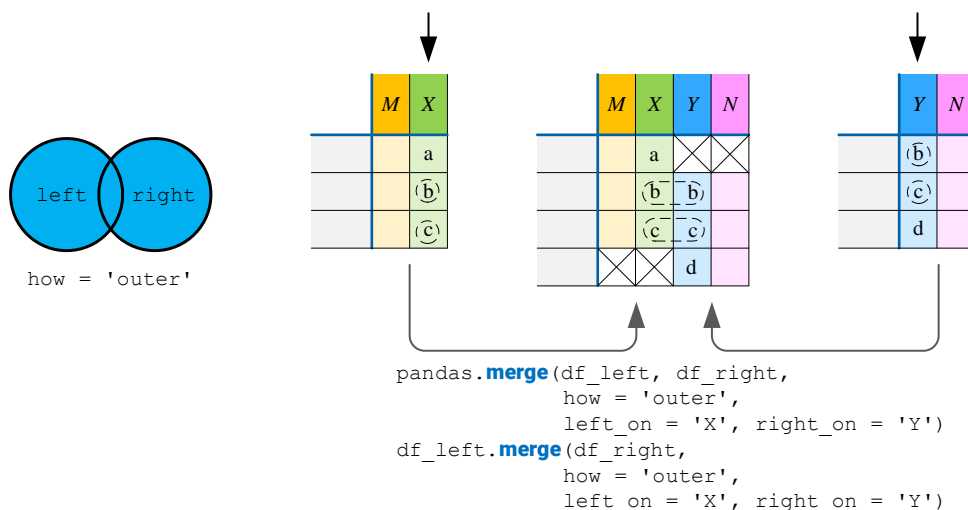 M X
a
b
c
M X Y N
a
b b
c c
d
Y N
b
c
d
left right
how = 'outer'
pandas.merge(df_left, df_right,
how = 'outer',
left_on = 'X', right_on = 'Y')
df_left.merge(df_right,
how = 'outer',
left_on = 'X', right_on = 'Y')